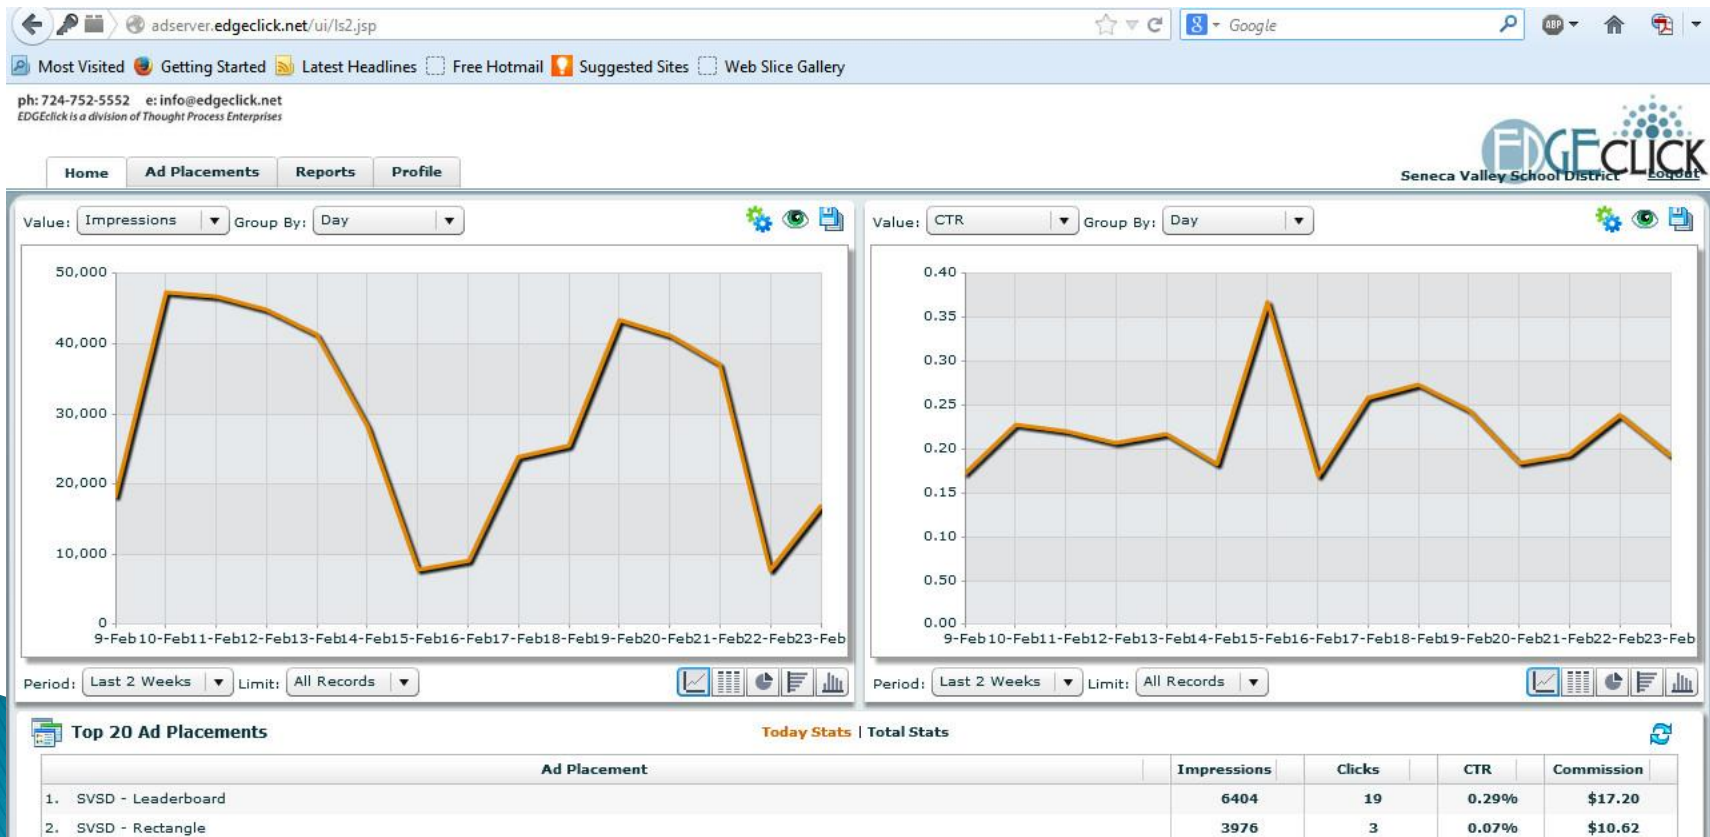 adserver.edgeclick.net/ui/ls2.jsp
Google
ABP
Most Visited Getting Started Latest Headlines Free Hotmail Suggested Sites Web Slice Gallery
ph: 724-752-5552 e: info@edgeclick.net
EDGEclick is a division of Thought Process Enterprises
EDGECLICK
Home Ad Placements Reports Profile
Seneca Valley School District Logout
Value: Impressions Group By: Day
50,000
40,000
30,000
20,000
10,000
0
9-Feb 10-Feb 11-Feb 12-Feb 13-Feb 14-Feb 15-Feb 16-Feb 17-Feb 18-Feb 19-Feb 20-Feb 21-Feb 22-Feb 23-Feb
Period: Last 2 Weeks Limit: All Records
Value: CTR Group By: Day
0.40
0.35
0.30
0.25
0.20
0.15
0.10
0.50
0.00
9-Feb 10-Feb 11-Feb 12-Feb 13-Feb 14-Feb 15-Feb 16-Feb 17-Feb 18-Feb 19-Feb 20-Feb 21-Feb 22-Feb 23-Feb
Period: Last 2 Weeks Limit: All Records
Top 20 Ad Placements Today Stats | Total Stats
Ad Placement Impressions Clicks CTR Commission
1. SVSD - Leaderboard 6404 19 0.29% $17.20
2. SVSD - Rectangle 3976 3 0.07% $10.62